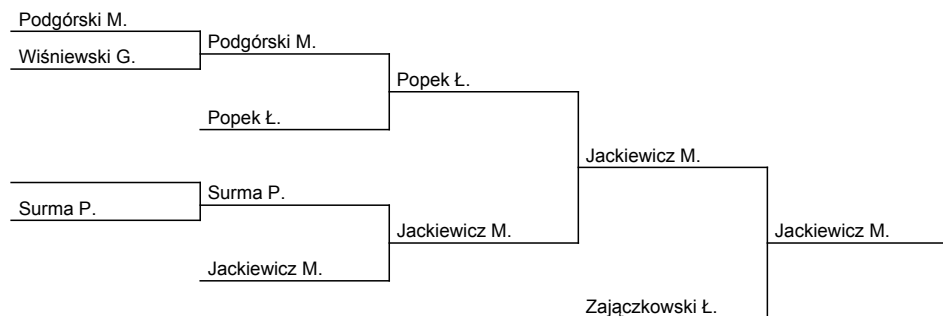 Podgórski M.
Wiśniewski G.
Podgórski M.
Popek Ł.
Popek Ł.
Jackiewicz M.
Surma P.
Surma P.
Jackiewicz M.
Jackiewicz M.
Jackiewicz M.
Zajączkowski Ł.